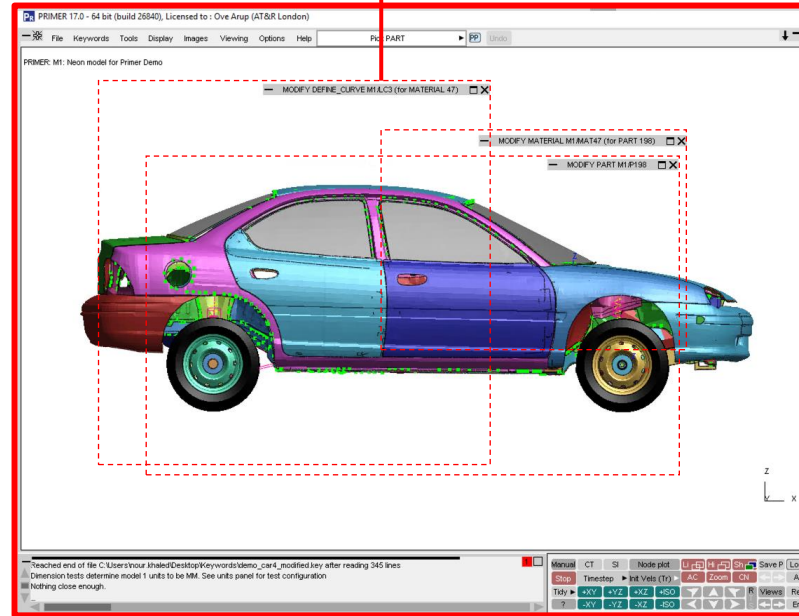 PRIMER 17.0 - 64 bit (build 26840), Licensed to : Ove Arup (AT&R London)
File Keywords Tools Display Images Viewing Options Help Pick PART PP Undo
PRIMER: M1: Neon model for Primer Demo
MODIFY DEFINE_CURVE M1/LC3 (for MATERIAL 47)
MODIFY MATERIAL M1/MAT47 (for PART 198)
MODIFY PART M1/P198
Z
Y X
Reached end of file C:\Users\nour.khaled\Desktop\Keywords\demo_car4_modified.key after reading 345 lines
Dimension tests determine model 1 units to be MM. See units panel for test configuration
Nothing close enough.
Manual CT SI Node plot Li Hi Sh Save P
Stop Timestep Init Vels (Tr) AC Zoom CN
Tidy +XY +YZ +XZ +ISO R Views
? -XY -YZ -XZ -ISO